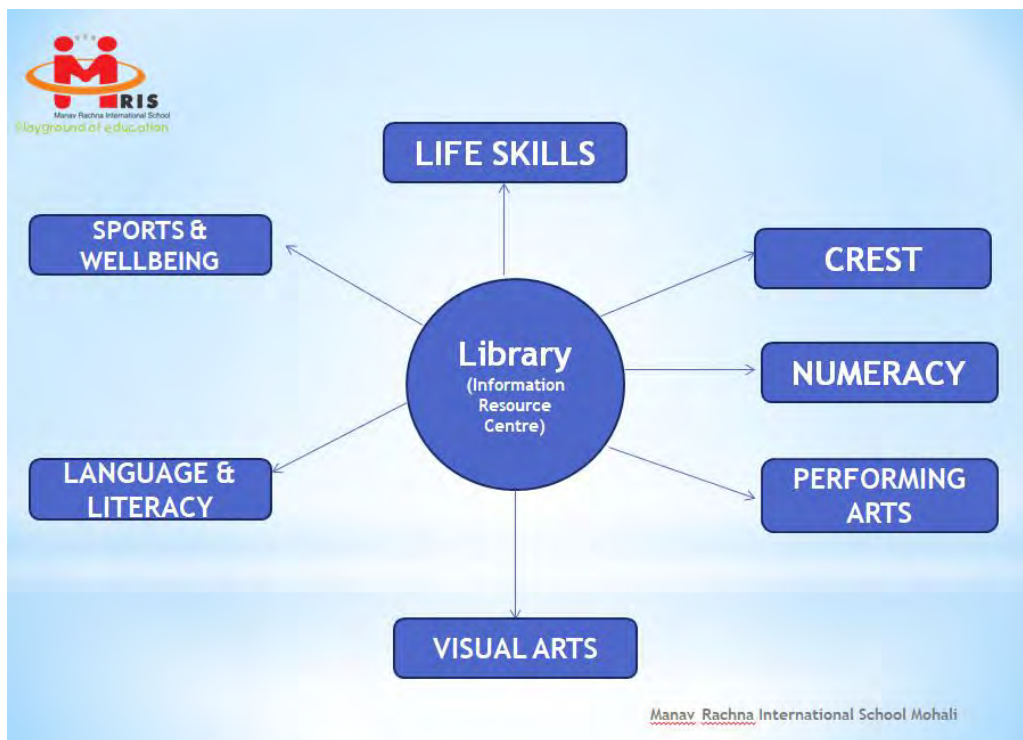 MRIS
Manav Rachna International School
Playground of education
LIFE SKILLS
SPORTS &
WELLBEING
CREST
Library
(Information
Resource
Centre)
NUMERACY
LANGUAGE &
LITERACY
PERFORMING
ARTS
VISUAL ARTS
Manav Rachna International School Mohali